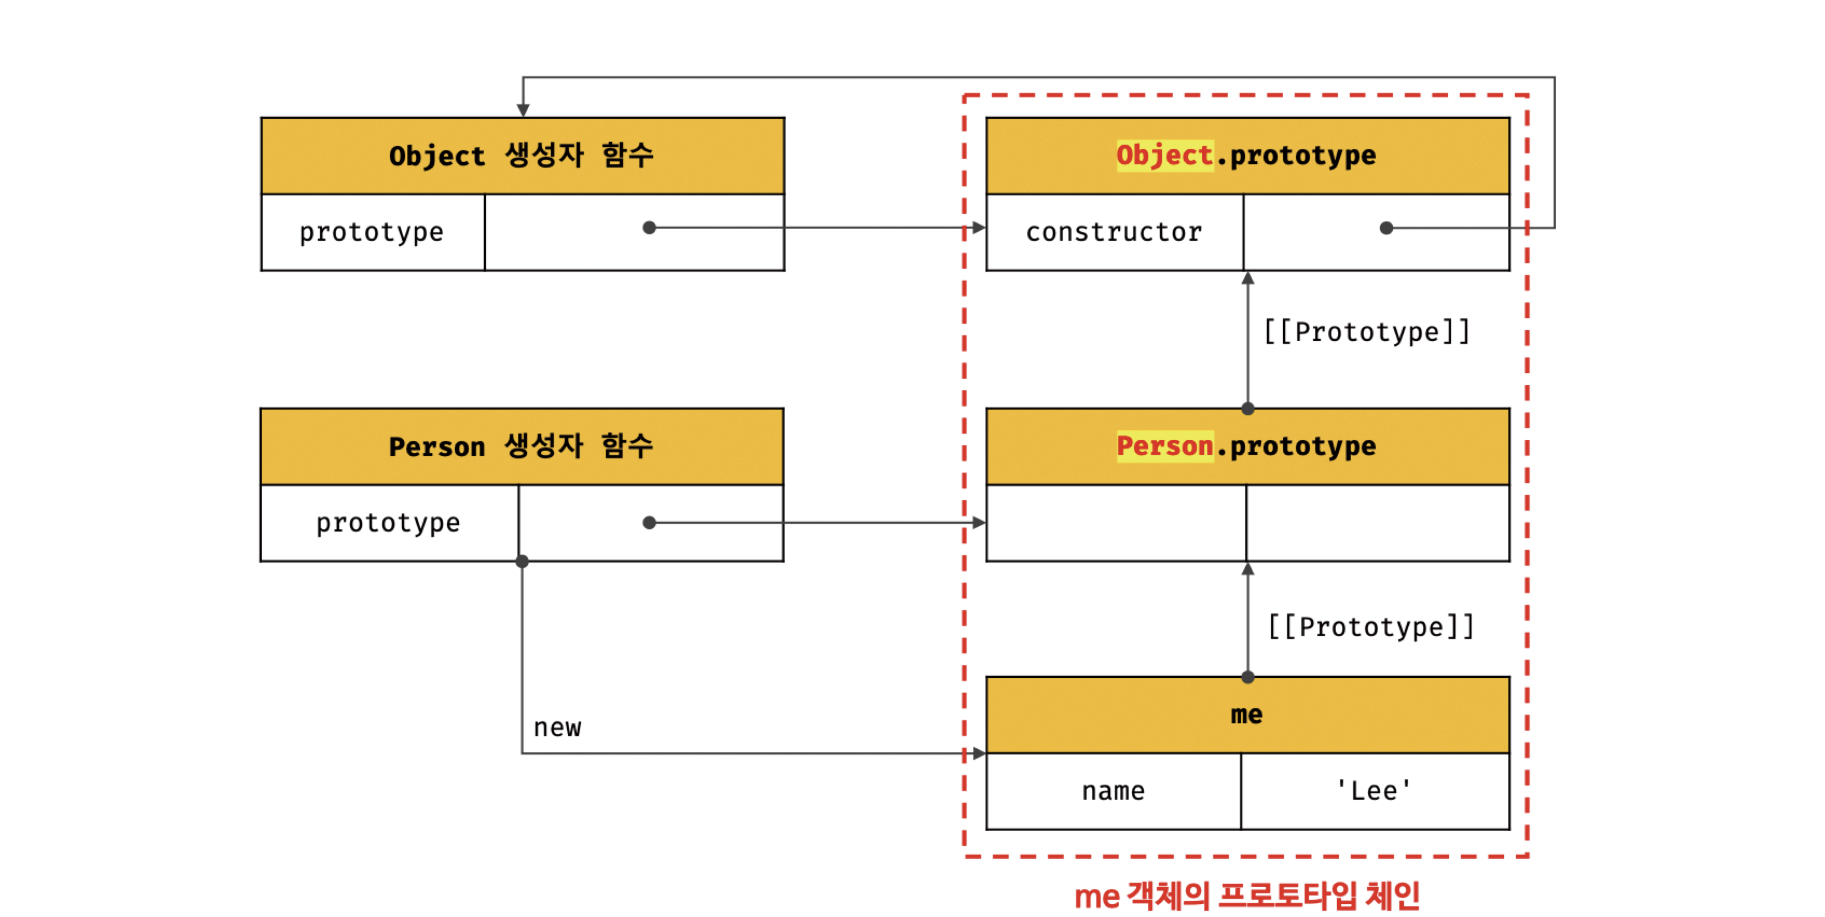 Object 생성자 함수
Object.prototype
prototype
constructor
[[Prototype]]
Person 생성자 함수
Person.prototype
prototype
[[Prototype]]
new
me
name
'Lee'
me 객체의 프로토타입 체인